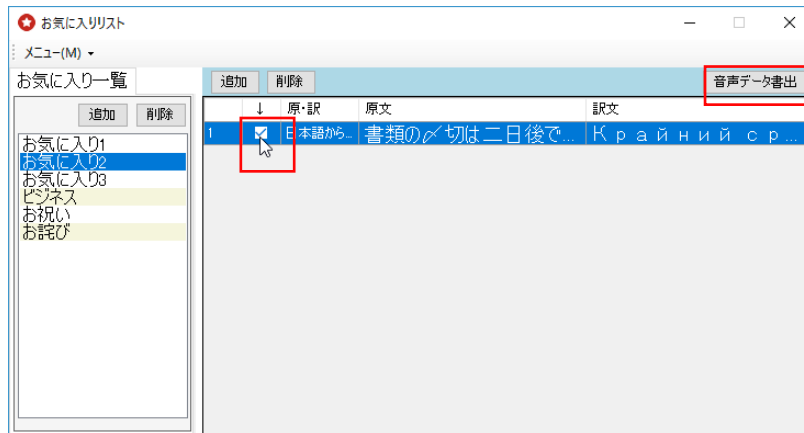 お気に入りリスト
メニュー(M)
お気に入り一覧
追加 削除
音声データ書出
追加 削除
↓ 原・訳 原文 訳文
1 日本語から... 書類の〆切は二日後で... Крайний ср...
お気に入り1
お気に入り2
お気に入り3
ビジネス
お祝い
お詫び